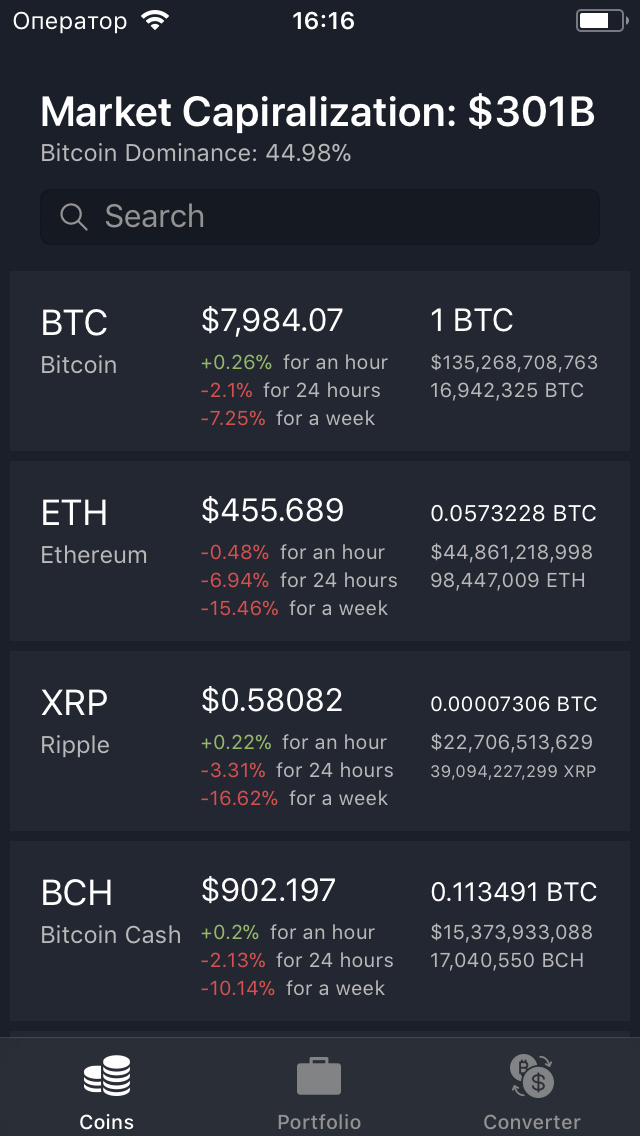 Оператор 16:16
Market Capiralization: $301B
Bitcoin Dominance: 44.98%
Search
BTC $7,984.07 1 BTC
Bitcoin +0.26% for an hour $135,268,708,763
-2.1% for 24 hours 16,942,325 BTC
-7.25% for a week
ETH $455.689 0.0573228 BTC
Ethereum -0.48% for an hour $44,861,218,998
-6.94% for 24 hours 98,447,009 ETH
-15.46% for a week
XRP $0.58082 0.00007306 BTC
Ripple +0.22% for an hour $22,706,513,629
-3.31% for 24 hours 39,094,227,299 XRP
-16.62% for a week
BCH $902.197 0.113491 BTC
Bitcoin Cash +0.2% for an hour $15,373,933,088
-2.13% for 24 hours 17,040,550 BCH
-10.14% for a week
Coins Portfolio Converter